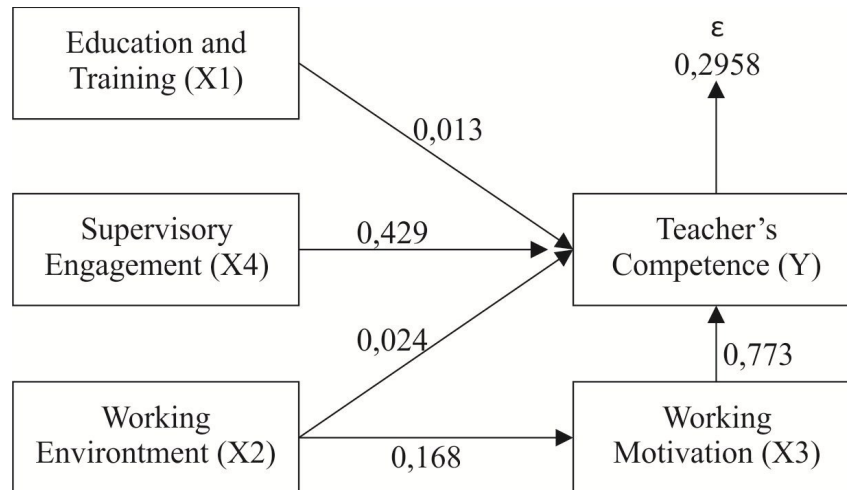 Education and
Training (X1)
ε
0,2958
0,013
Supervisory
Engagement (X4)
0,429
Teacher's
Competence (Y)
0,024
0,773
Working
Environtment (X2)
0,168
Working
Motivation (X3)